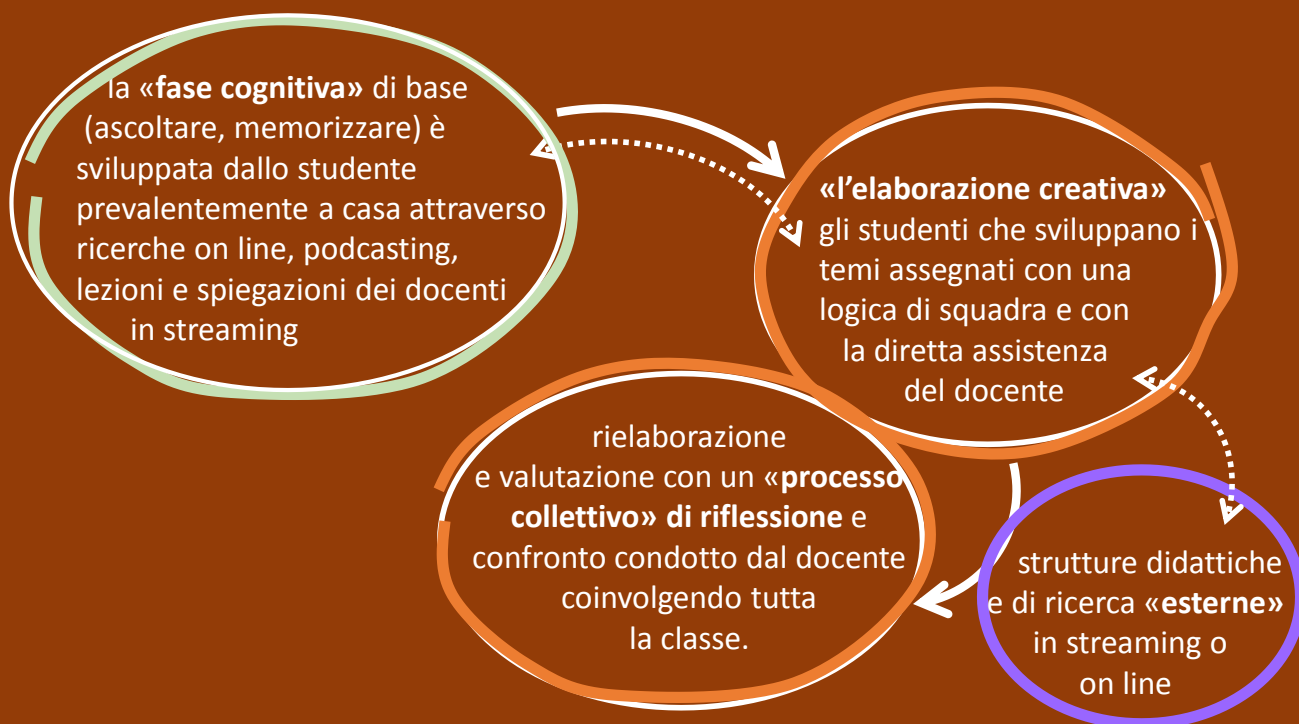 la «fase cognitiva» di base
(ascoltare, memorizzare) è
sviluppata dallo studente
prevalentemente a casa attraverso
ricerche on line, podcasting,
lezioni e spiegazioni dei docenti
in streaming
«l’elaborazione creativa»
gli studenti che sviluppano i
temi assegnati con una
logica di squadra e con
la diretta assistenza
del docente
rielaborazione
e valutazione con un «processo
collettivo» di riflessione e
confronto condotto dal docente
coinvolgendo tutta
la classe.
strutture didattiche
e di ricerca «esterne»
in streaming o
on line